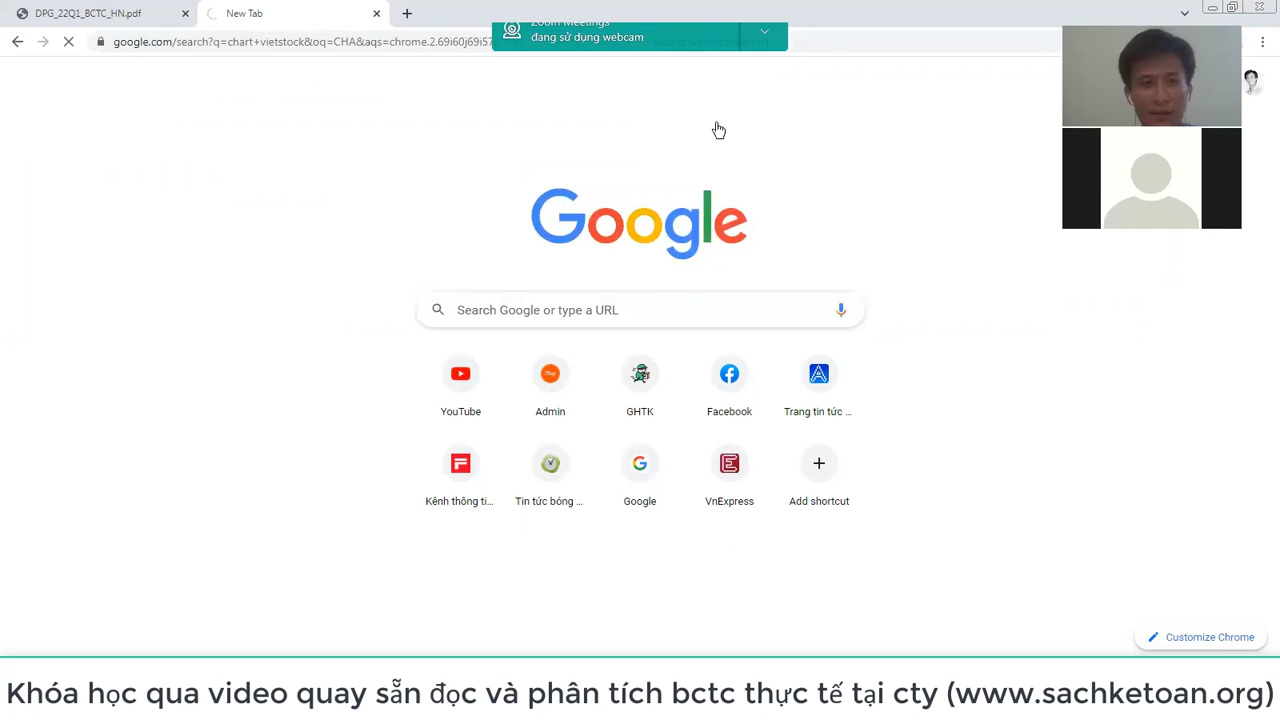 DPG_22Q1_BCTC_HN.pdf
New Tab
google.com/search?q=chart+vietstock&oq=CHA&aqs=chrome.2.69i60j69i57
Zoom Meetings
đang sử dụng webcam
Google
Search Google or type a URL
YouTube
Admin
GHTK
Facebook
Trang tin tức ...
Kênh thông ti...
Tin tức bóng ...
Google
VnExpress
Add shortcut
Customize Chrome
Khóa học qua video quay sẵn đọc và phân tích bctc thực tế tại cty (www.sachketoan.org)